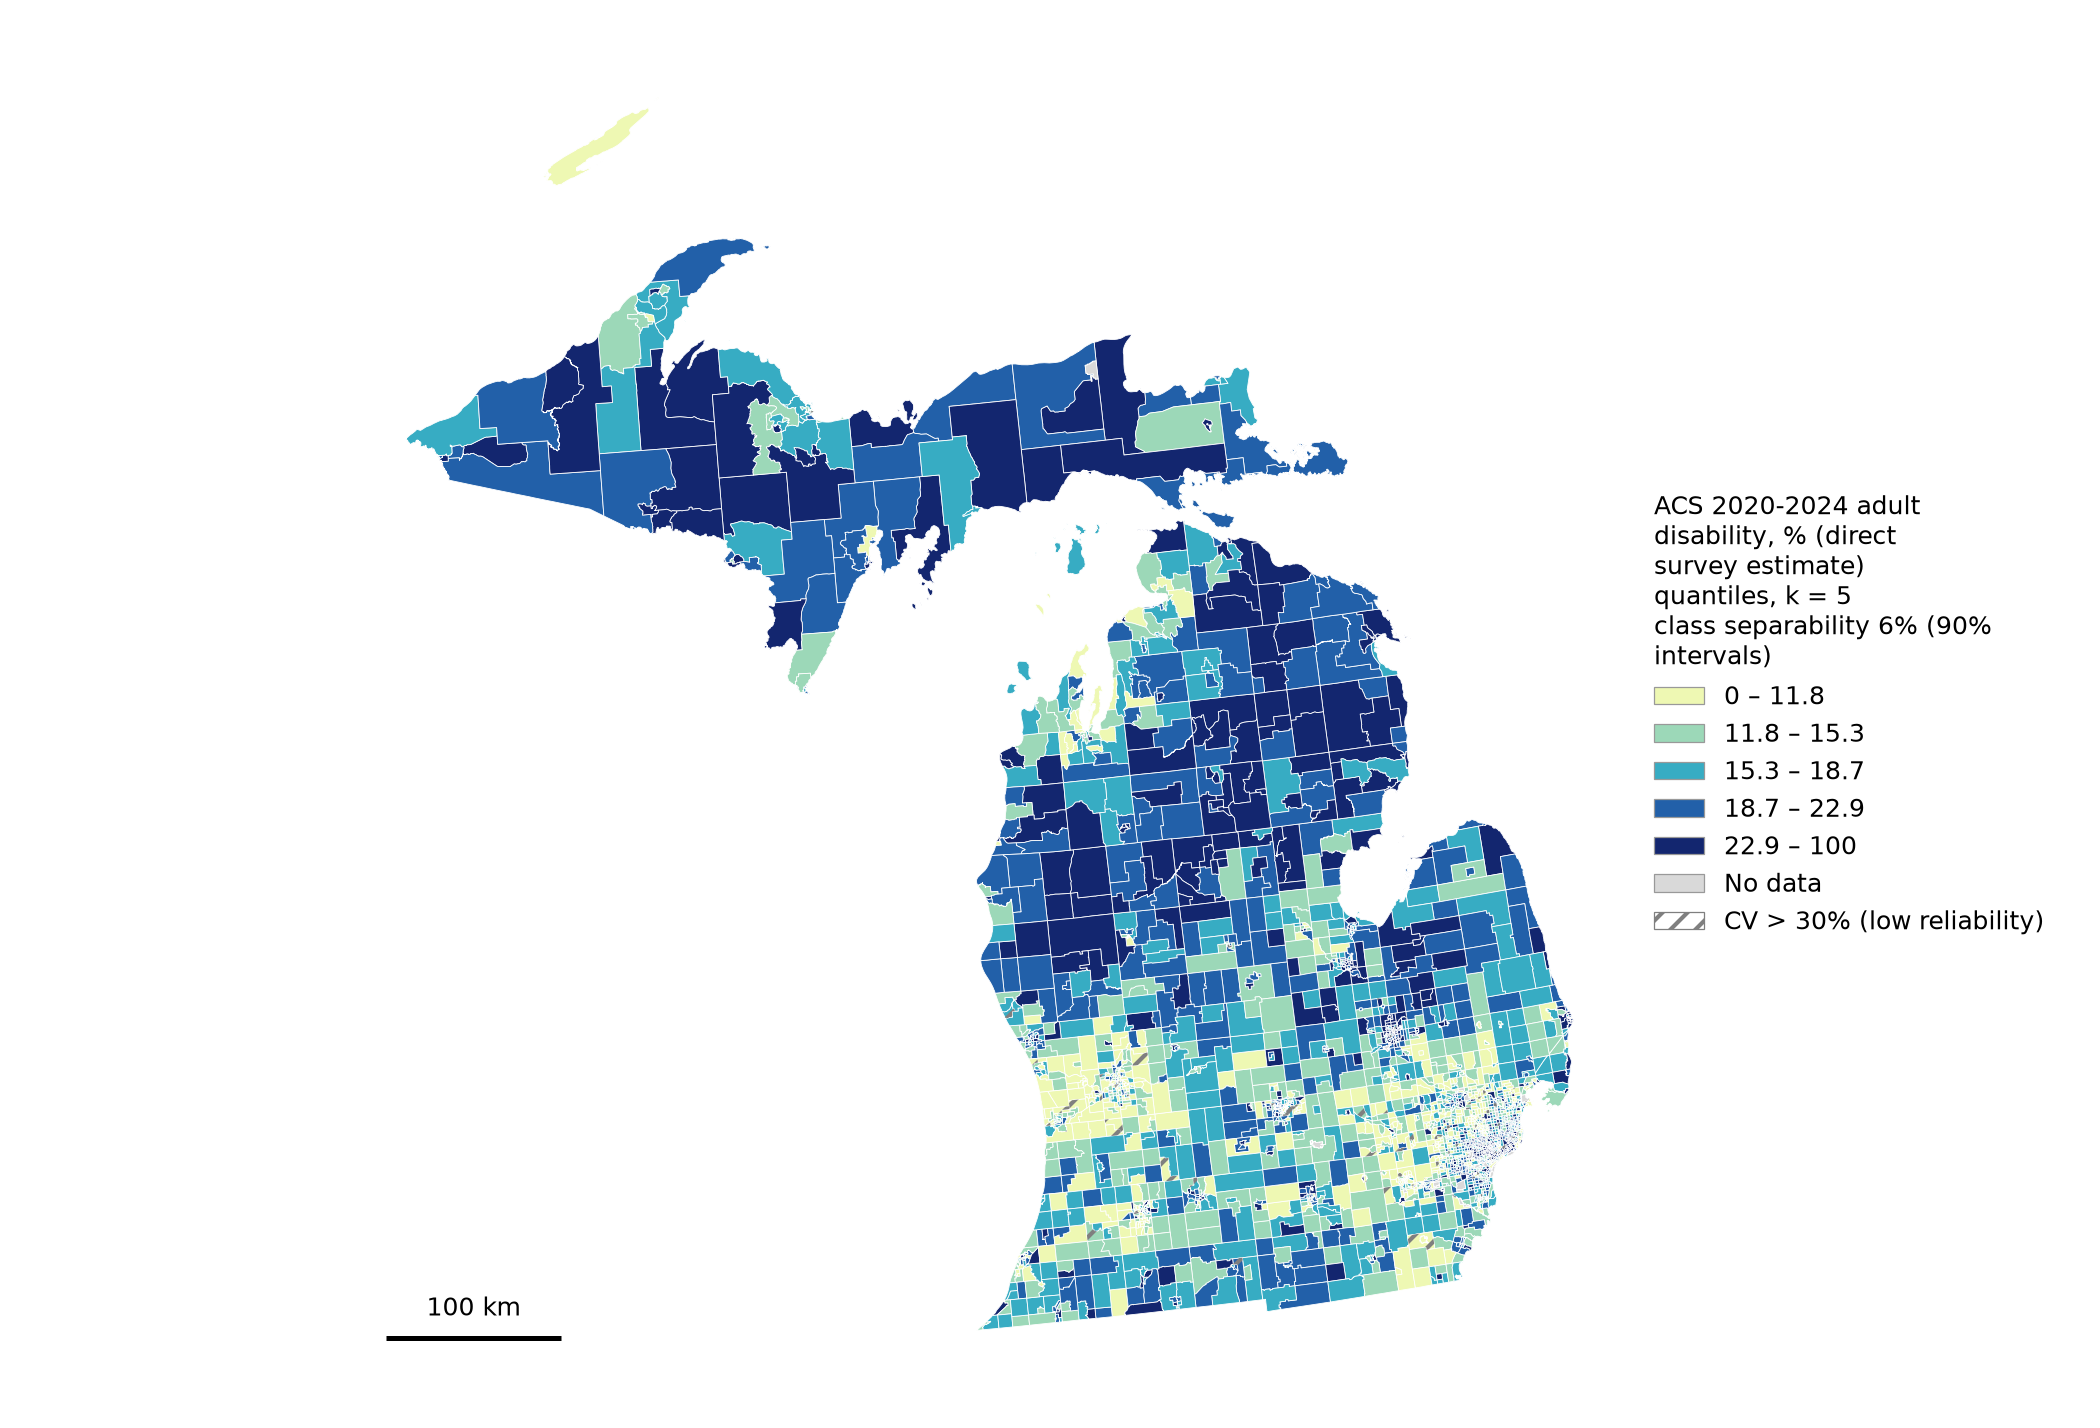 ACS 2020-2024 adult
disability, % (direct
survey estimate)
quantiles, k = 5
class separability 6% (90%
intervals)
0 – 11.8
11.8 – 15.3
15.3 – 18.7
18.7 – 22.9
22.9 – 100
No data
CV > 30% (low reliability)
100 km